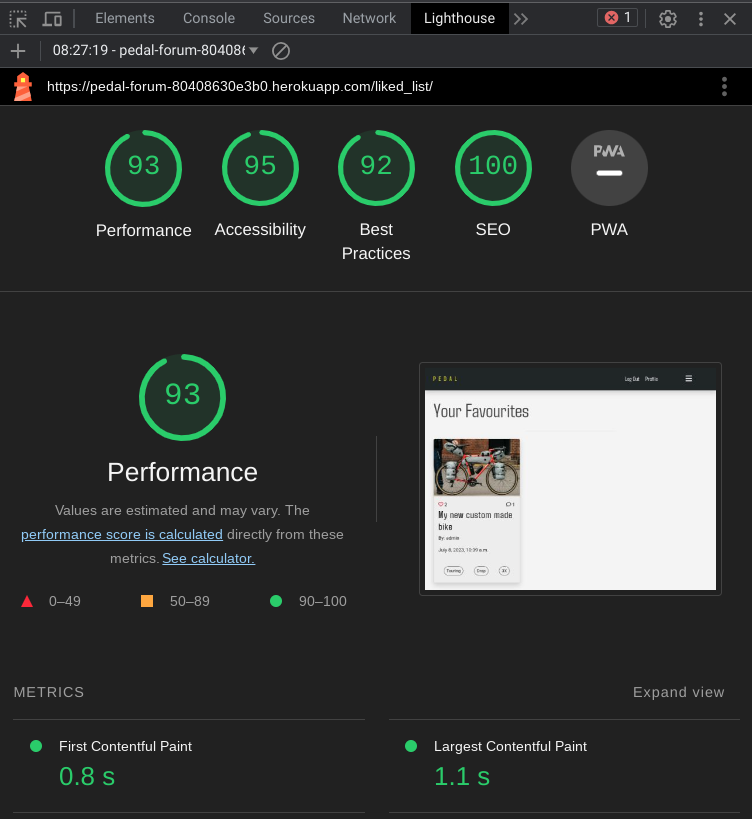 Elements Console Sources Network Lighthouse 1
08:27:19 - pedal-forum-80408
https://pedal-forum-80408630e3b0.herokuapp.com/liked_list/
93 95 92 100 PWA
Performance Accessibility Best Practices SEO PWA
93
Performance
Values are estimated and may vary. The
performance score is calculated directly from these
metrics. See calculator.
0–49 50–89 90–100
PEDAL Log Out Profile
Your Favourites
2 1
My new custom made
bike
By: admin
July 8, 2023, 10:39 a.m.
Touring
METRICS Expand view
First Contentful Paint
0.8 s
Largest Contentful Paint
1.1 s